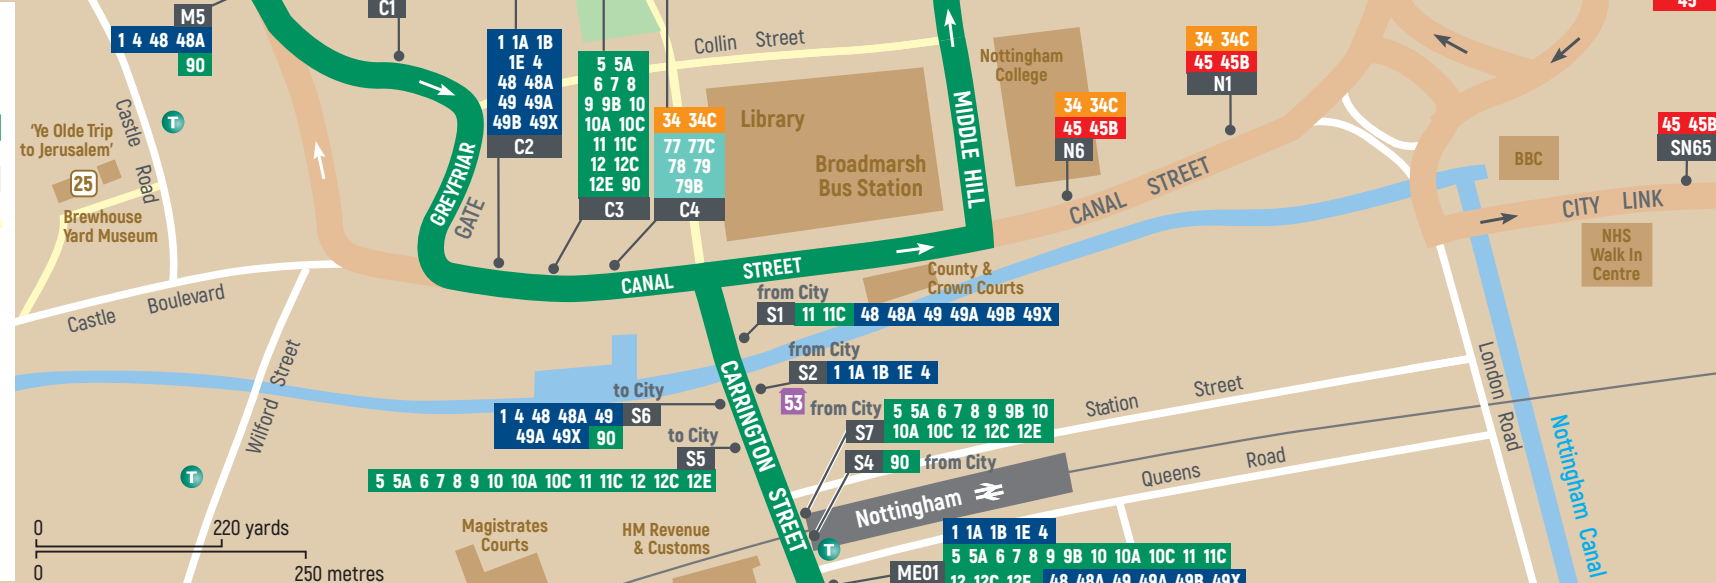 M5
1 4 48 48A
90
C1
1 1A 1B
1E 4
48 48A
49 49A
49B 49X
C2
5 5A
6 7 8
9 9B 10
10A 10C
11 11C
12 12C
12E 90
C3
34 34C
77 77C
78 79
79B
C4
Collin Street
Library
Broadmarsh
Bus Station
MIDDLE HILL
Nottingham
College
34 34C
45 45B
N6
34 34C
45 45B
N1
45
45 45B
SN65
BBC
CITY LINK
NHS
Walk In
Centre
CANAL STREET
Castle Road
'Ye Olde Trip
to Jerusalem'
25
Brewhouse
Yard Museum
T
GREYFRIAR
GATE
CANAL STREET
County &
Crown Courts
Castle Boulevard
Wilford Street
from City
S1 11 11C 48 48A 49 49A 49B 49X
from City
S2 1 1A 1B 1E 4
53
to City
1 4 48 48A 49 S6
49A 49X 90
to City
S5
5 5A 6 7 8 9 10 10A 10C 11 11C 12 12C 12E
CARRINGTON STREET
from City 5 5A 6 7 8 9 9B 10
S7 10A 10C 12 12C 12E
S4 90 from City
Station Street
Queens Road
London Road
Nottingham Canal
Nottingham
T
T
Magistrates
Courts
HM Revenue
& Customs
1 1A 1B 1E 4
5 5A 6 7 8 9 9B 10 10A 10C 11 11C
ME01 12 12C 12E 48 48A 49 49A 49B 49X
0 220 yards
0 250 metres